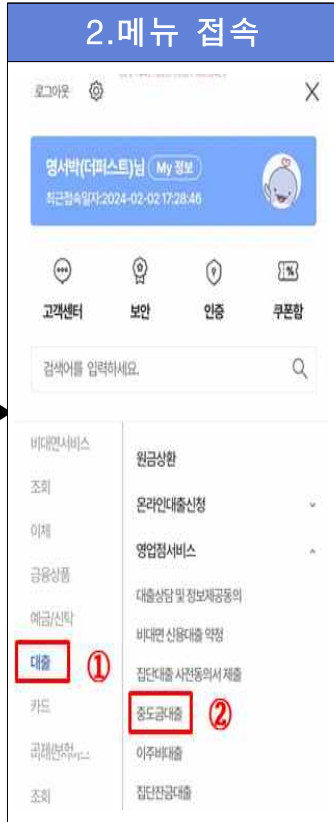 2.메뉴 접속
로그아웃
명서박(더퍼스트)님 My 정보
최근접속일자:2024-02-02 17:28:46
고객센터 보안 인증 쿠폰함
검색어를 입력하세요.
비대면서비스
조회
이체
금융상품
예금/신탁
대출 ①
카드
공제(보험)
조회
원금상환
온라인대출신청
영업점서비스
대출상담 및 정보제공동의
비대면 신용대출 약정
집단대출 사전동의서 제출
중도금대출 ②
이주비대출
집단잔금대출